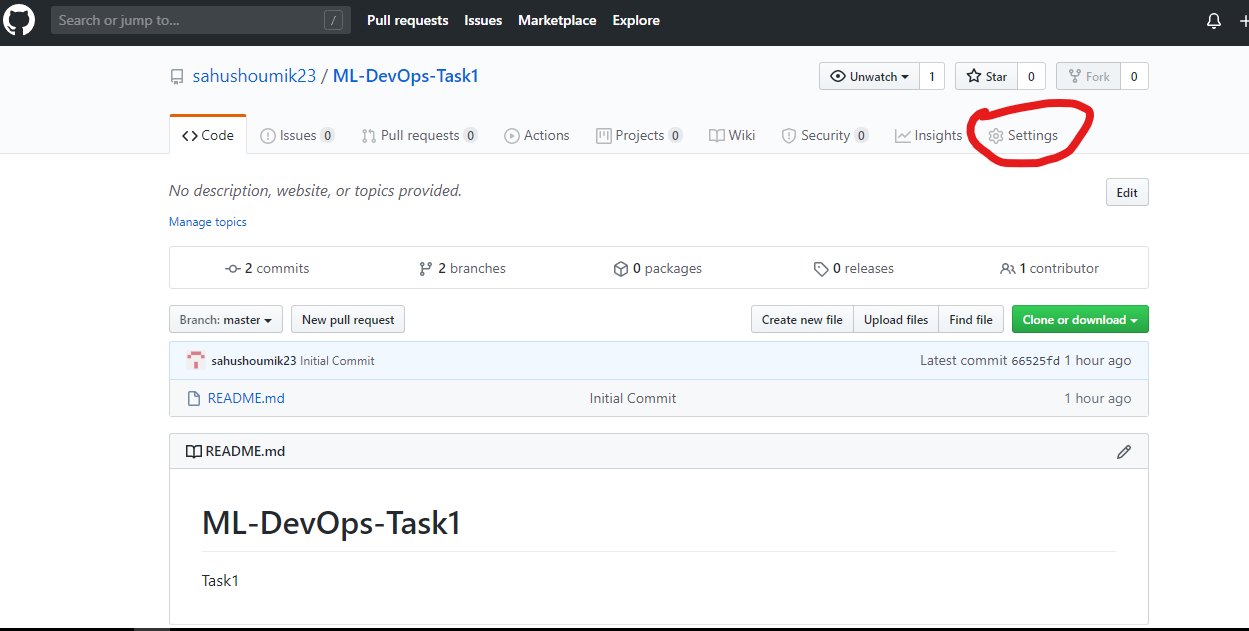 Search or jump to... / Pull requests Issues Marketplace Explore
sahushoumik23 / ML-DevOps-Task1 Unwatch 1 Star 0 Fork 0
Code Issues 0 Pull requests 0 Actions Projects 0 Wiki Security 0 Insights Settings
No description, website, or topics provided. Edit
Manage topics
2 commits 2 branches 0 packages 0 releases 1 contributor
Branch: master New pull request Create new file Upload files Find file Clone or download
sahushoumik23 Initial Commit Latest commit 66525fd 1 hour ago
README.md Initial Commit 1 hour ago
README.md
ML-DevOps-Task1
Task1